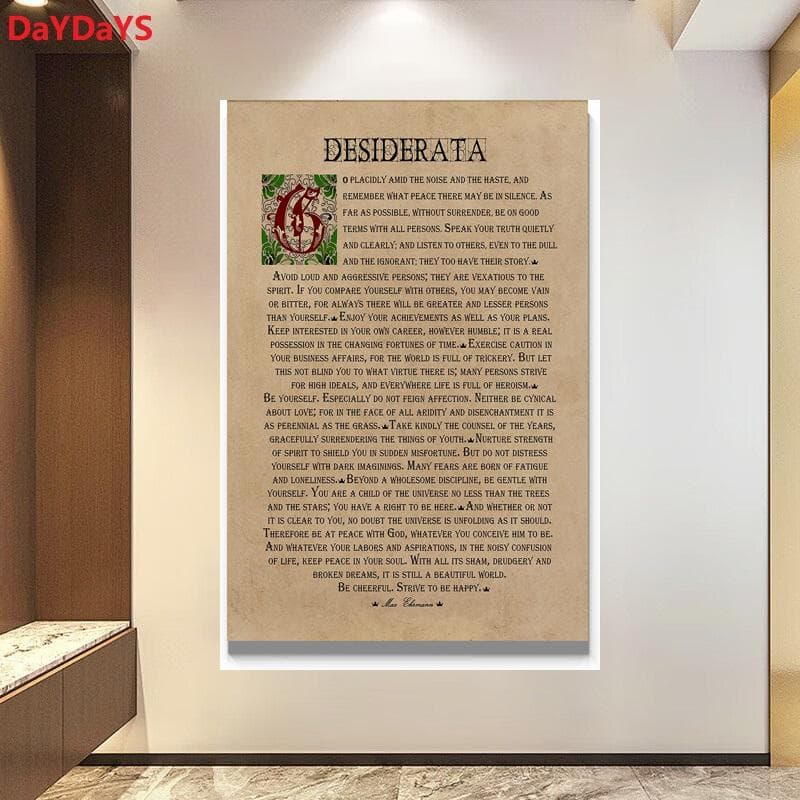 DaYDaYS
DESIDERATA
GO PLACIDLY AMID THE NOISE AND THE HASTE, AND
REMEMBER WHAT PEACE THERE MAY BE IN SILENCE. AS
FAR AS POSSIBLE, WITHOUT SURRENDER, BE ON GOOD
TERMS WITH ALL PERSONS. SPEAK YOUR TRUTH QUIETLY
AND CLEARLY; AND LISTEN TO OTHERS, EVEN TO THE DULL
AND THE IGNORANT; THEY TOO HAVE THEIR STORY.
AVOID LOUD AND AGGRESSIVE PERSONS; THEY ARE VEXATIOUS TO THE
SPIRIT. IF YOU COMPARE YOURSELF WITH OTHERS, YOU MAY BECOME VAIN
OR BITTER, FOR ALWAYS THERE WILL BE GREATER AND LESSER PERSONS
THAN YOURSELF. ENJOY YOUR ACHIEVEMENTS AS WELL AS YOUR PLANS.
KEEP INTERESTED IN YOUR OWN CAREER, HOWEVER HUMBLE; IT IS A REAL
POSSESSION IN THE CHANGING FORTUNES OF TIME. EXERCISE CAUTION IN
YOUR BUSINESS AFFAIRS, FOR THE WORLD IS FULL OF TRICKERY. BUT LET
THIS NOT BLIND YOU TO WHAT VIRTUE THERE IS; MANY PERSONS STRIVE
FOR HIGH IDEALS, AND EVERYWHERE LIFE IS FULL OF HEROISM.
BE YOURSELF. ESPECIALLY DO NOT FEIGN AFFECTION. NEITHER BE CYNICAL
ABOUT LOVE; FOR IN THE FACE OF ALL ARIDITY AND DISENCHANTMENT IT IS
AS PERENNIAL AS THE GRASS. TAKE KINDLY THE COUNSEL OF THE YEARS,
GRACEFULLY SURRENDERING THE THINGS OF YOUTH. NURTURE STRENGTH
OF SPIRIT TO SHIELD YOU IN SUDDEN MISFORTUNE. BUT DO NOT DISTRESS
YOURSELF WITH DARK IMAGININGS. MANY FEARS ARE BORN OF FATIGUE
AND LONELINESS. BEYOND A WHOLESOME DISCIPLINE, BE GENTLE WITH
YOURSELF. YOU ARE A CHILD OF THE UNIVERSE NO LESS THAN THE TREES
AND THE STARS; YOU HAVE A RIGHT TO BE HERE. AND WHETHER OR NOT
IT IS CLEAR TO YOU, NO DOUBT THE UNIVERSE IS UNFOLDING AS IT SHOULD.
THEREFORE BE AT PEACE WITH GOD, WHATEVER YOU CONCEIVE HIM TO BE.
AND WHATEVER YOUR LABORS AND ASPIRATIONS, IN THE NOISY CONFUSION
OF LIFE, KEEP PEACE IN YOUR SOUL. WITH ALL ITS SHAM, DRUDGERY AND
BROKEN DREAMS, IT IS STILL A BEAUTIFUL WORLD.
BE CHEERFUL. STRIVE TO BE HAPPY.
Max Ehrmann